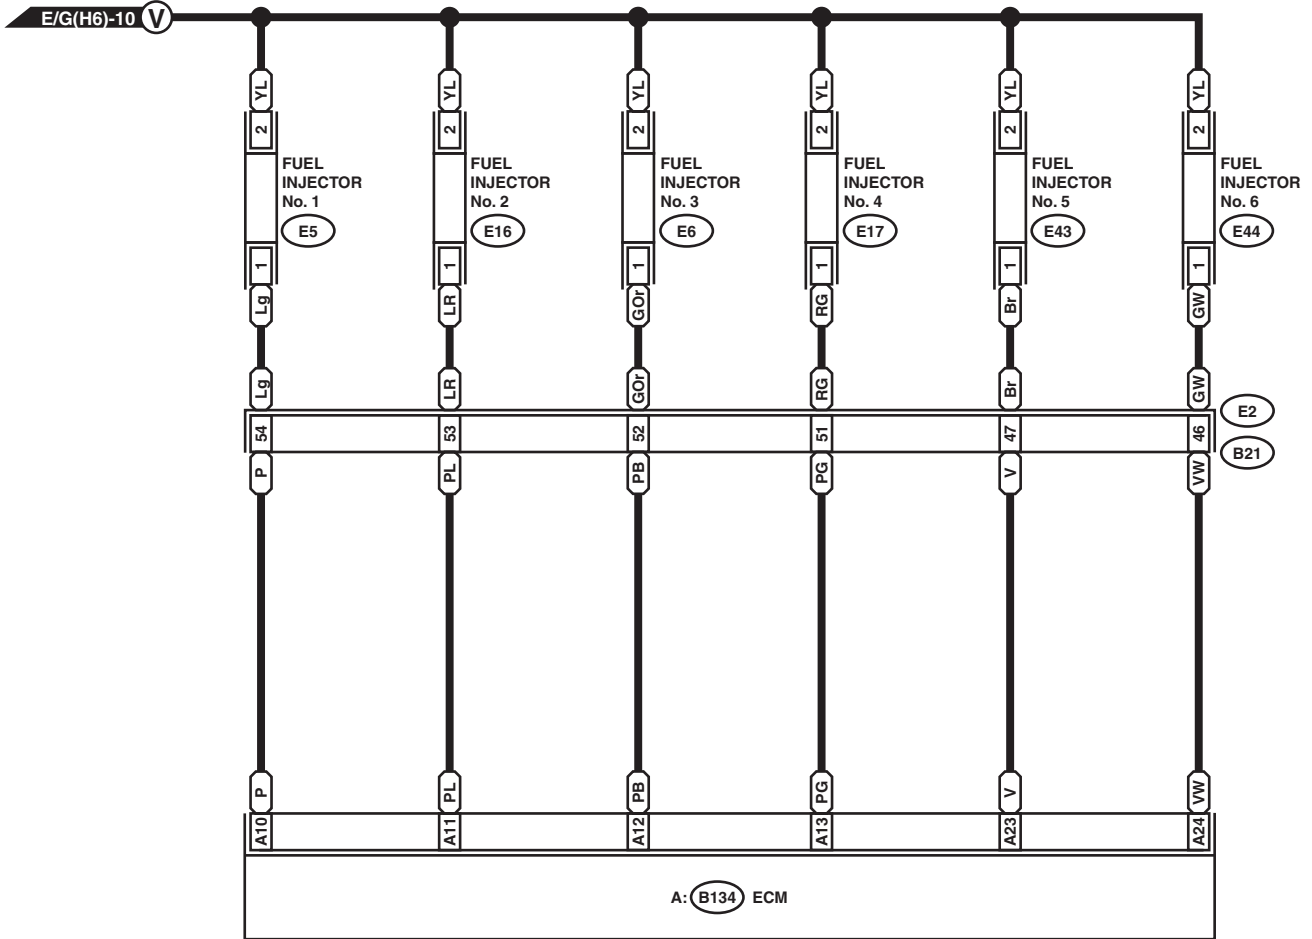 E/G(H6)-10 V
YL YL YL YL YL YL
2 2 2 2 2 2
FUEL INJECTOR No. 1 E5
FUEL INJECTOR No. 2 E16
FUEL INJECTOR No. 3 E6
FUEL INJECTOR No. 4 E17
FUEL INJECTOR No. 5 E43
FUEL INJECTOR No. 6 E44
1 1 1 1 1 1
Lg LR GOr RG Br GW
Lg LR GOr RG Br GW
E2
54 53 52 51 47 46
B21
P PL PB PG V VW
P PL PB PG V VW
A10 A11 A12 A13 A23 A24
A: B134 ECM